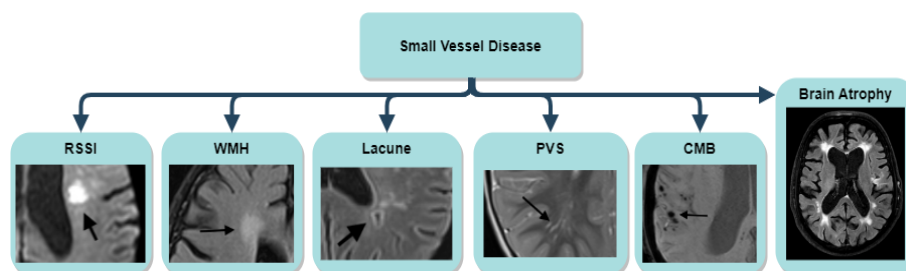 Small Vessel Disease
Brain Atrophy
RSSI
WMH
Lacune
PVS
CMB